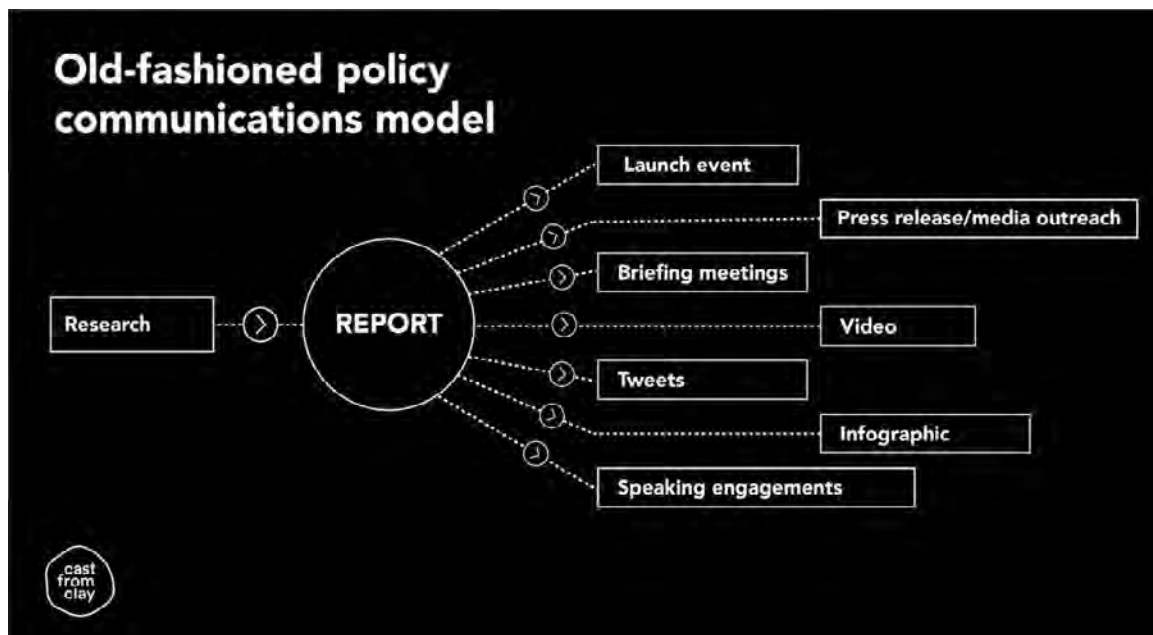 Old-fashioned policy
communications model
Launch event
Press release/media outreach
Briefing meetings
Research
REPORT
Video
Tweets
Infographic
Speaking engagements
cast
from
clay